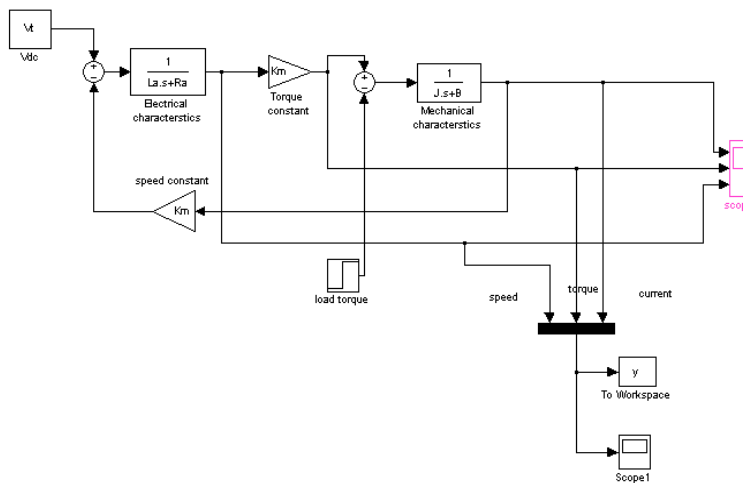 Vt
Vdc
+
−
1
La.s+Ra
Electrical
characterstics
Km
Torque
constant
+
−
1
J.s+B
Mechanical
characterstics
speed constant
Km
scop
load torque
speed
torque
current
y
To Workspace
Scope1